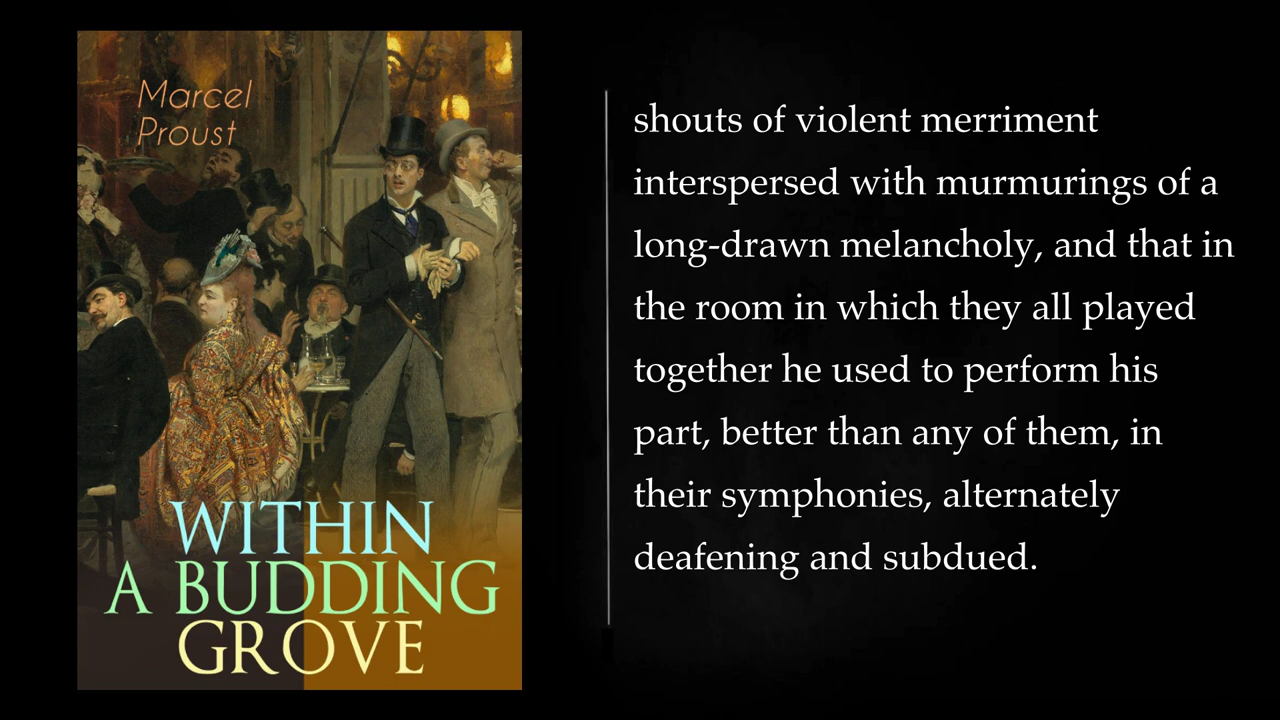 Marcel
Proust
WITHIN
A BUDDING
GROVE
shouts of violent merriment
interspersed with murmurings of a
long-drawn melancholy, and that in
the room in which they all played
together he used to perform his
part, better than any of them, in
their symphonies, alternately
deafening and subdued.